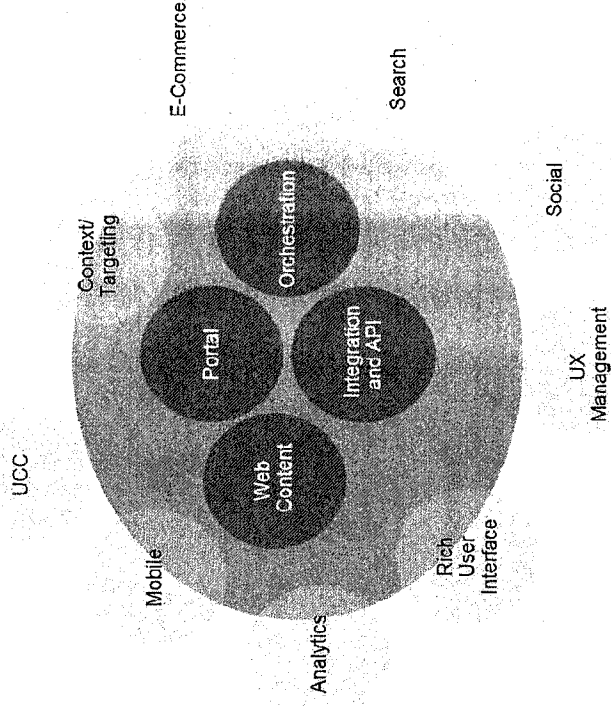 UCC
Mobile
Context/
Targeting
E-Commerce
Analytics
Web
Content
Portal
Orchestration
Integration
and API
Search
Rich
User
Interface
UX
Management
Social